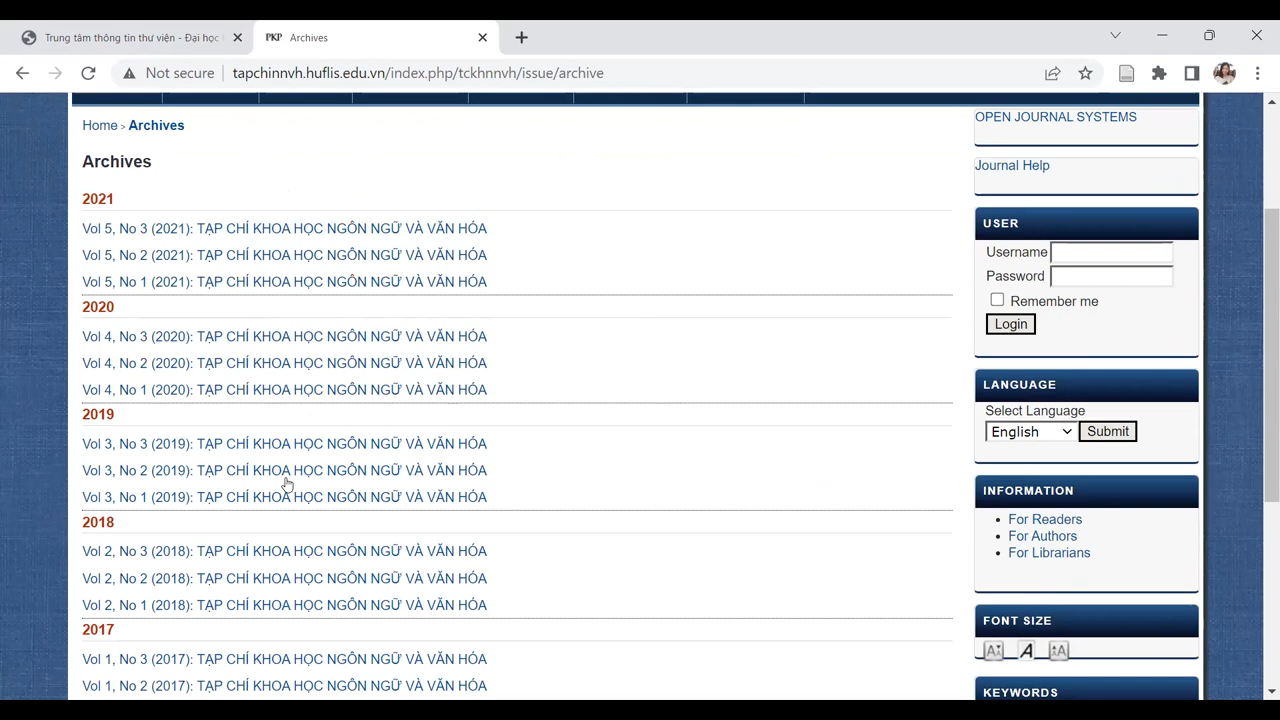 Trung tâm thông tin thư viện - Đại học
PKP Archives
Not secure
tapchinnvh.huflis.edu.vn/index.php/tckhnnvh/issue/archive
Home > Archives
Archives
2021
Vol 5, No 3 (2021): TẠP CHÍ KHOA HỌC NGÔN NGỮ VÀ VĂN HÓA
Vol 5, No 2 (2021): TẠP CHÍ KHOA HỌC NGÔN NGỮ VÀ VĂN HÓA
Vol 5, No 1 (2021): TẠP CHÍ KHOA HỌC NGÔN NGỮ VÀ VĂN HÓA
2020
Vol 4, No 3 (2020): TẠP CHÍ KHOA HỌC NGÔN NGỮ VÀ VĂN HÓA
Vol 4, No 2 (2020): TẠP CHÍ KHOA HỌC NGÔN NGỮ VÀ VĂN HÓA
Vol 4, No 1 (2020): TẠP CHÍ KHOA HỌC NGÔN NGỮ VÀ VĂN HÓA
2019
Vol 3, No 3 (2019): TẠP CHÍ KHOA HỌC NGÔN NGỮ VÀ VĂN HÓA
Vol 3, No 2 (2019): TẠP CHÍ KHOA HỌC NGÔN NGỮ VÀ VĂN HÓA
Vol 3, No 1 (2019): TẠP CHÍ KHOA HỌC NGÔN NGỮ VÀ VĂN HÓA
2018
Vol 2, No 3 (2018): TẠP CHÍ KHOA HỌC NGÔN NGỮ VÀ VĂN HÓA
Vol 2, No 2 (2018): TẠP CHÍ KHOA HỌC NGÔN NGỮ VÀ VĂN HÓA
Vol 2, No 1 (2018): TẠP CHÍ KHOA HỌC NGÔN NGỮ VÀ VĂN HÓA
2017
Vol 1, No 3 (2017): TẠP CHÍ KHOA HỌC NGÔN NGỮ VÀ VĂN HÓA
Vol 1, No 2 (2017): TẠP CHÍ KHOA HỌC NGÔN NGỮ VÀ VĂN HÓA
OPEN JOURNAL SYSTEMS
Journal Help
USER
Username
Password
Remember me
Login
LANGUAGE
Select Language
English Submit
INFORMATION
For Readers
For Authors
For Librarians
FONT SIZE
A A A
KEYWORDS